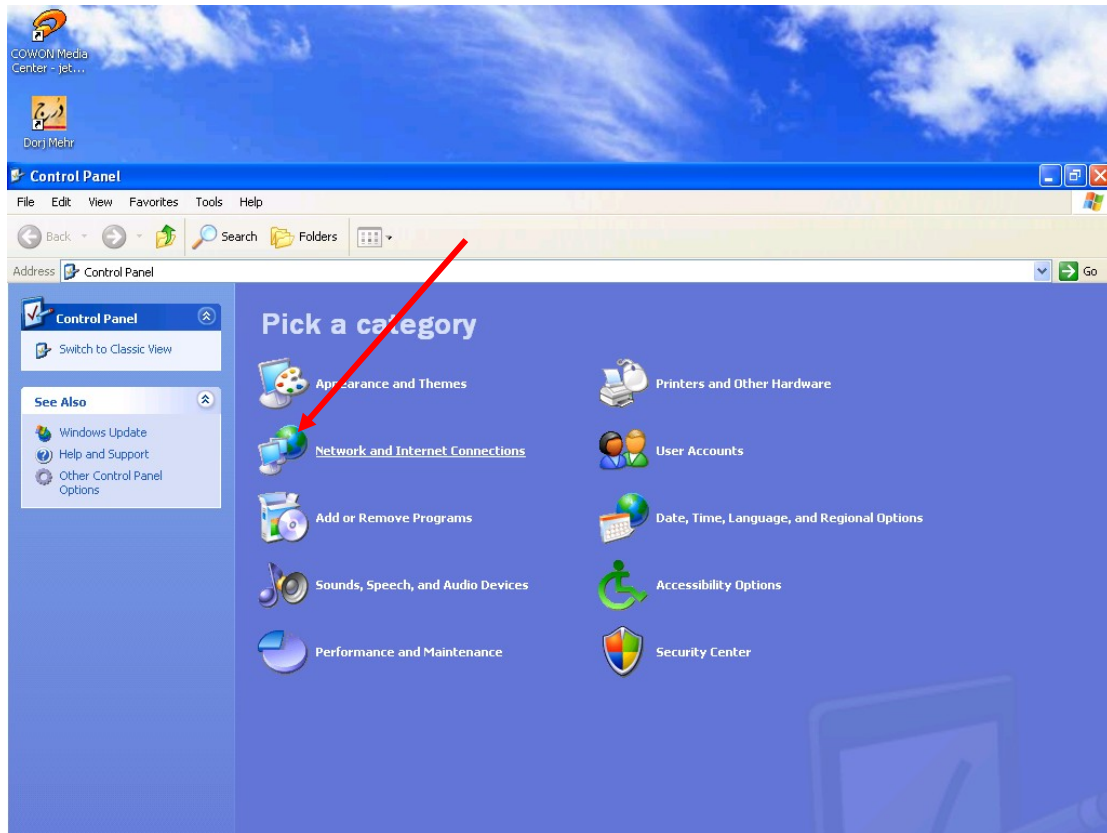 COWON Media
Center - jet...
درج
Dorj Mehr
Control Panel
File Edit View Favorites Tools Help
Back Search Folders
Address Control Panel Go
Control Panel
Switch to Classic View
See Also
Windows Update
Help and Support
Other Control Panel
Options
Pick a category
Appearance and Themes
Printers and Other Hardware
Network and Internet Connections
User Accounts
Add or Remove Programs
Date, Time, Language, and Regional Options
Sounds, Speech, and Audio Devices
Accessibility Options
Performance and Maintenance
Security Center